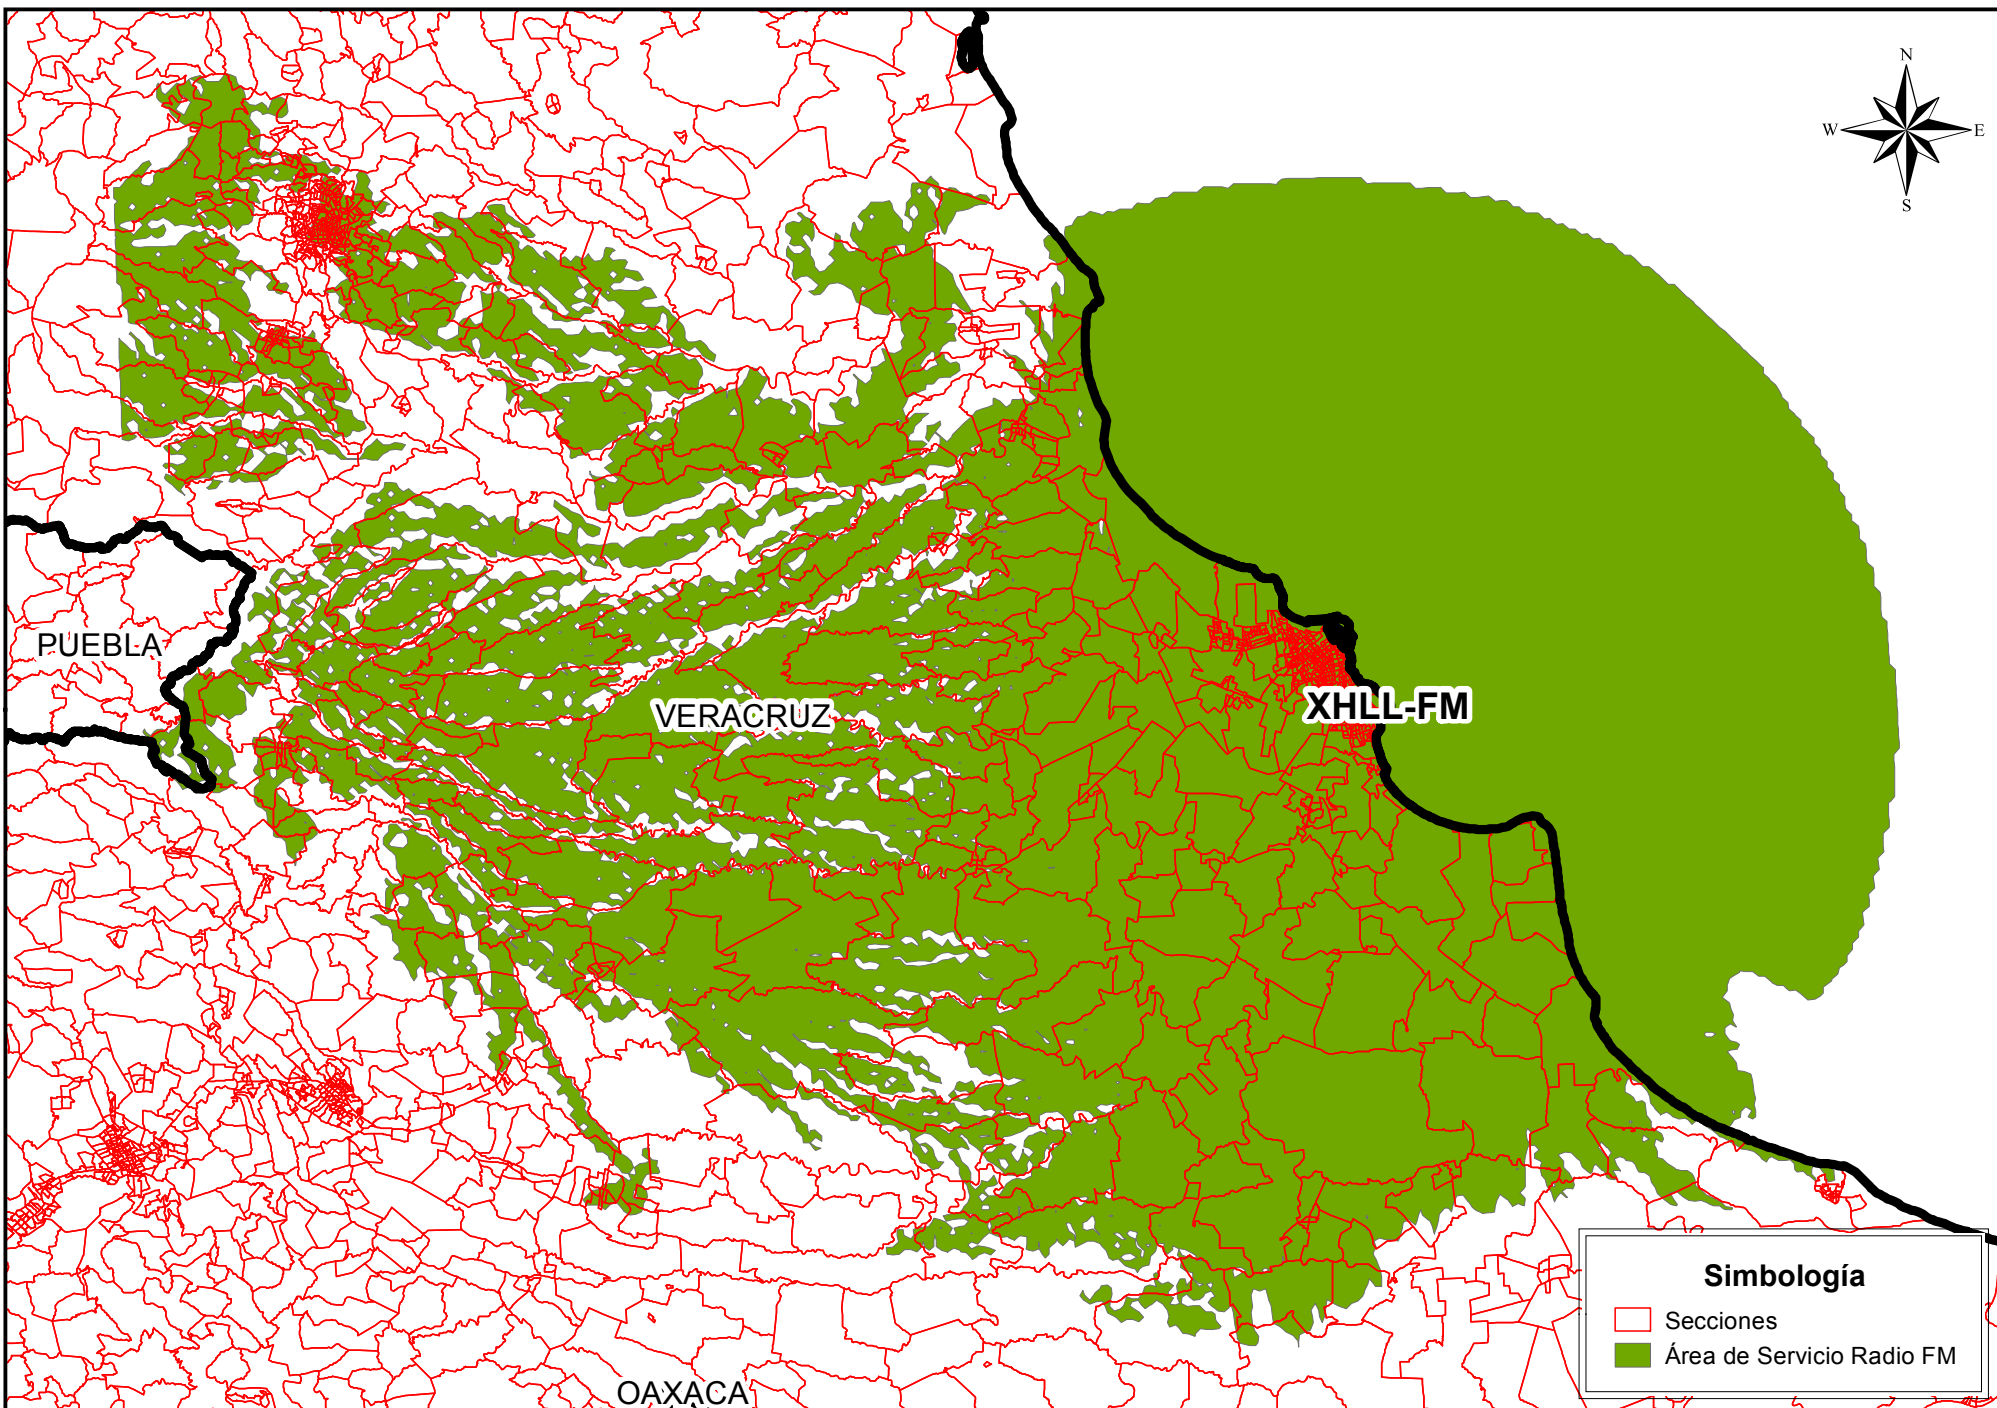 N
W E
S
PUEBLA
VERACRUZ
XHLL-FM
Simbología
Secciones
Área de Servicio Radio FM
OAXACA